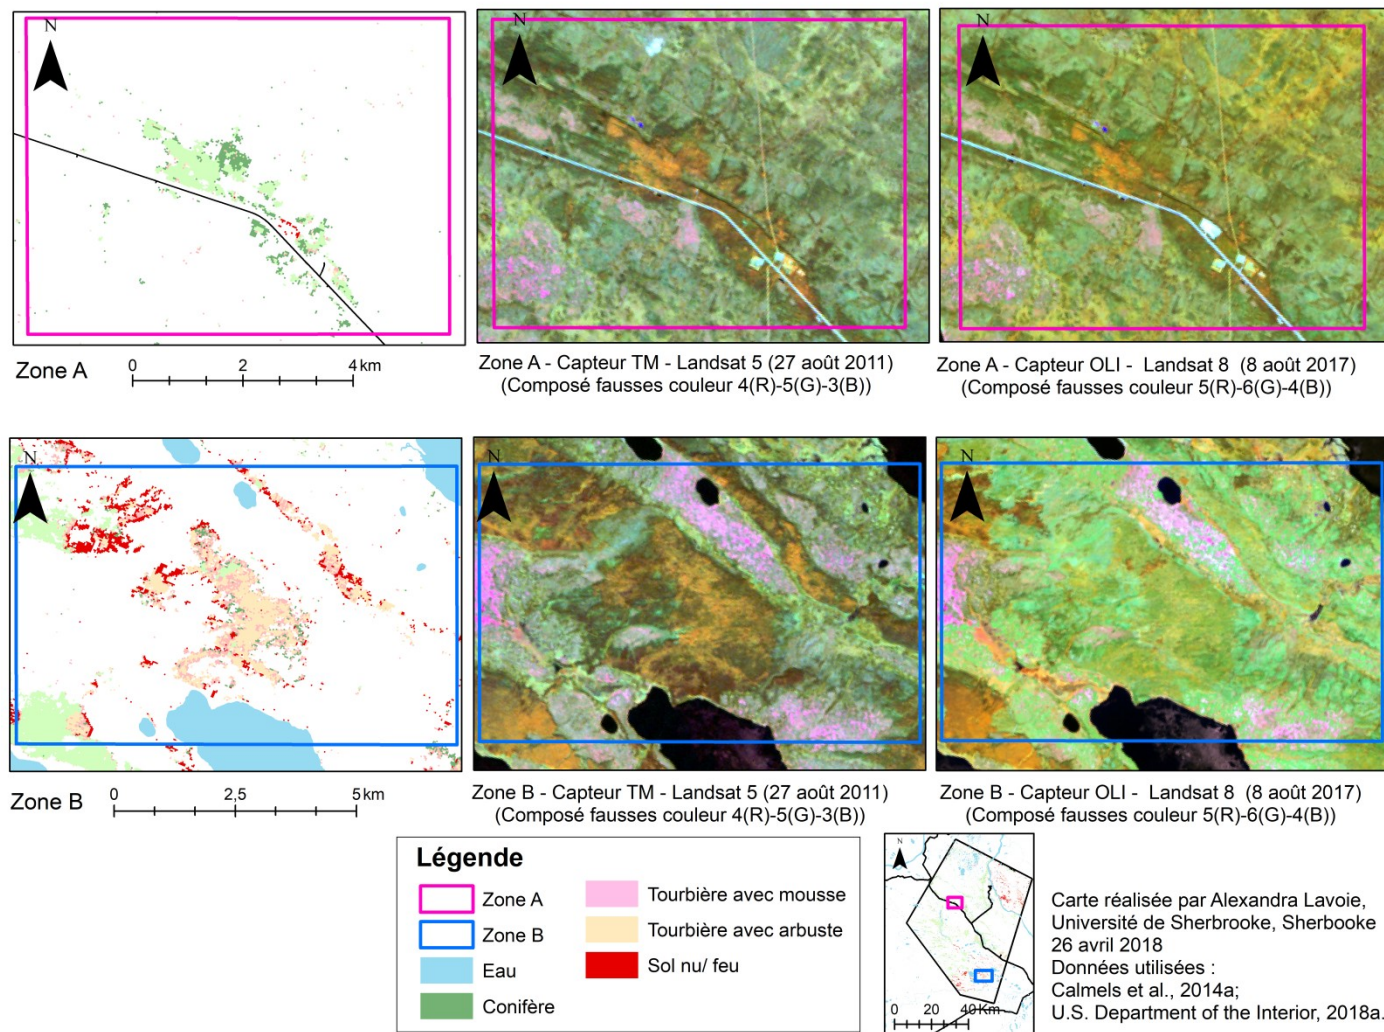 N
N
N
Zone A
0 2 4 km
Zone A - Capteur TM - Landsat 5 (27 août 2011)
(Composé fausses couleur 4(R)-5(G)-3(B))
Zone A - Capteur OLI - Landsat 8 (8 août 2017)
(Composé fausses couleur 5(R)-6(G)-4(B))
N
N
N
Zone B
0 2,5 5 km
Zone B - Capteur TM - Landsat 5 (27 août 2011)
(Composé fausses couleur 4(R)-5(G)-3(B))
Zone B - Capteur OLI - Landsat 8 (8 août 2017)
(Composé fausses couleur 5(R)-6(G)-4(B))
Légende
Zone A
Zone B
Eau
Conifère
Tourbière avec mousse
Tourbière avec arbuste
Sol nu/ feu
N
0 20 40 Km
Carte réalisée par Alexandra Lavoie,
Université de Sherbrooke, Sherbooke
26 avril 2018
Données utilisées :
Calmels et al., 2014a;
U.S. Department of the Interior, 2018a.